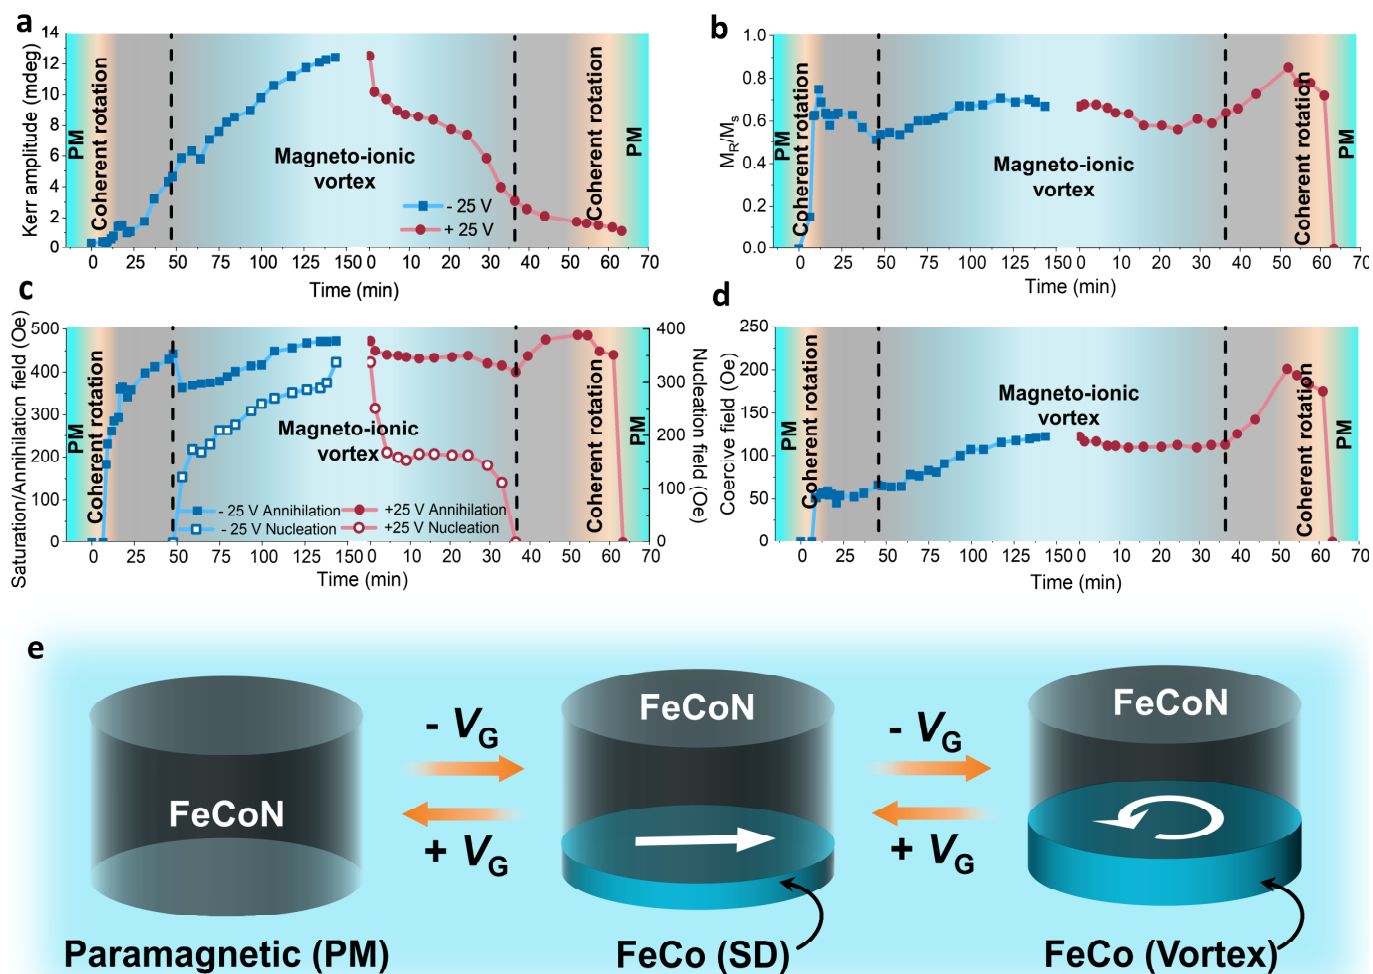 a
14
12
10
8
6
4
2
0
Kerr amplitude (mdeg)
PM
Coherent rotation
Magneto-ionic
vortex
- 25 V
+ 25 V
Coherent rotation
PM
0 25 50 75 100 125 150 0 10 20 30 40 50 60 70
Time (min)
b
1.0
0.8
0.6
0.4
0.2
0.0
M_R/M_s
PM
Coherent rotation
Magneto-ionic
vortex
Coherent rotation
PM
0 25 50 75 100 125 150 0 10 20 30 40 50 60 70
Time (min)
c
500
400
300
200
100
0
Saturation/Annihilation field (Oe)
PM
Coherent rotation
Magneto-ionic
vortex
- 25 V Annihilation
- 25 V Nucleation
+25 V Annihilation
+25 V Nucleation
Coherent rotation
PM
400
300
200
100
0
Nucleation field
(Oe)
0 25 50 75 100 125 150 0 10 20 30 40 50 60 70
Time (min)
d
250
200
150
100
50
0
Coercive field (Oe)
PM
Coherent rotation
Magneto-ionic
vortex
Coherent rotation
PM
0 25 50 75 100 125 150 0 10 20 30 40 50 60 70
Time (min)
e
FeCoN
Paramagnetic (PM)
- V_G
+ V_G
FeCoN
FeCo (SD)
- V_G
+ V_G
FeCoN
FeCo (Vortex)